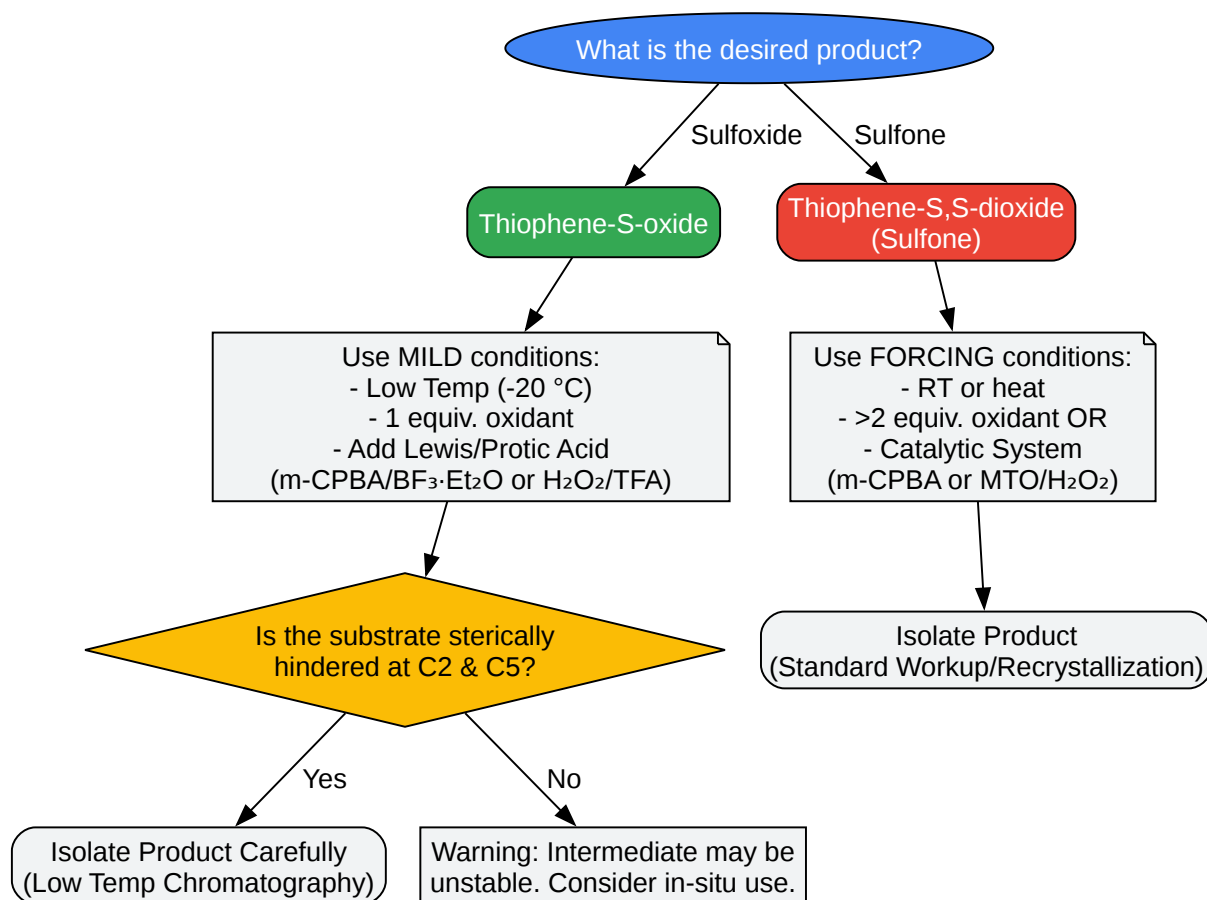 What is the desired product?
Sulfoxide
Sulfone
Thiophene-S-oxide
Thiophene-S,S-dioxide
(Sulfone)
Use MILD conditions:
- Low Temp (-20 °C)
- 1 equiv. oxidant
- Add Lewis/Protic Acid
(m-CPBA/BF₃·Et₂O or H₂O₂/TFA)
Use FORCING conditions:
- RT or heat
- >2 equiv. oxidant OR
- Catalytic System
(m-CPBA or MTO/H₂O₂)
Is the substrate sterically
hindered at C2 & C5?
Isolate Product
(Standard Workup/Recrystallization)
Yes
No
Isolate Product Carefully
(Low Temp Chromatography)
Warning: Intermediate may be
unstable. Consider in-situ use.